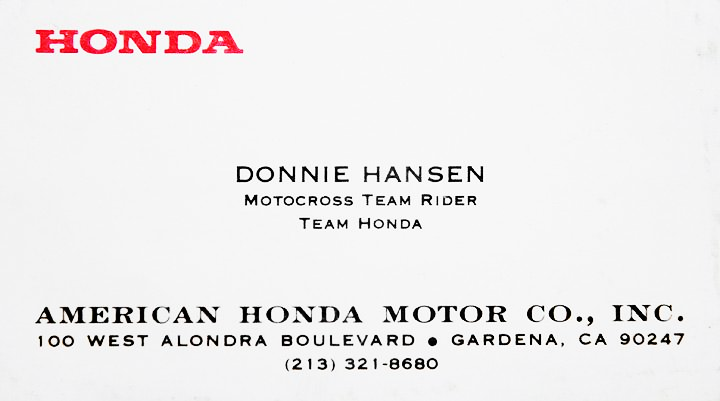 HONDA
DONNIE HANSEN
MOTOCROSS TEAM RIDER
TEAM HONDA
AMERICAN HONDA MOTOR CO., INC.
100 WEST ALONDRA BOULEVARD ● GARDENA, CA 90247
(213) 321-8680